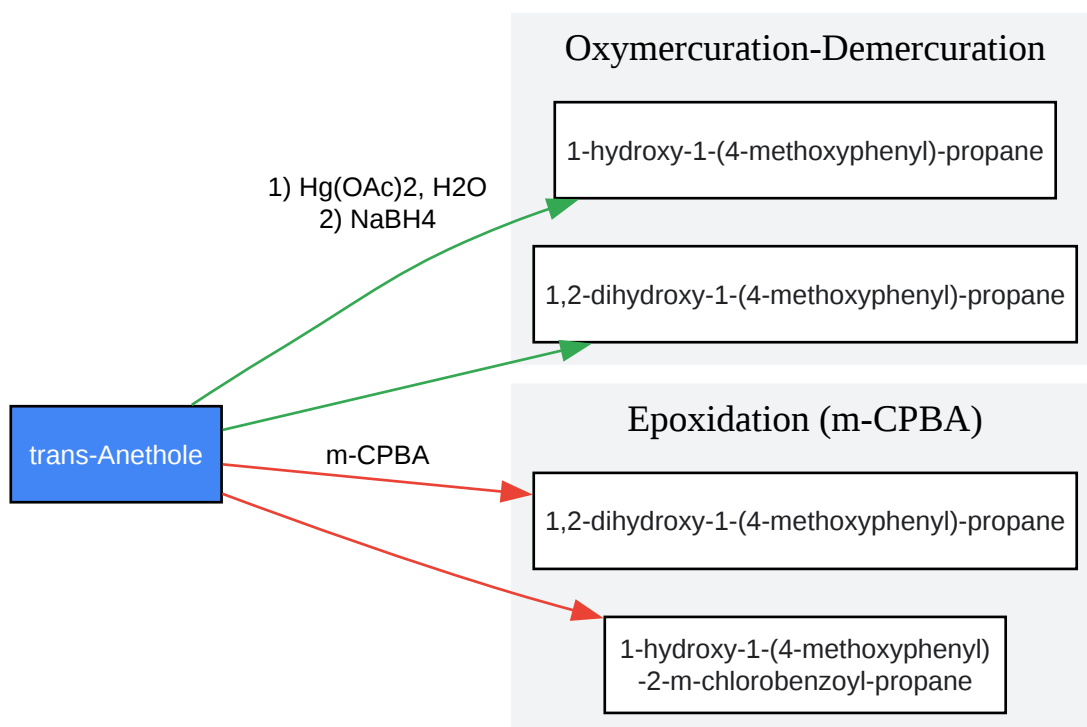 Oxymercuration-Demercuration
1-hydroxy-1-(4-methoxyphenyl)-propane
1) Hg(OAc)2, H2O
2) NaBH4
1,2-dihydroxy-1-(4-methoxyphenyl)-propane
trans-Anethole
Epoxidation (m-CPBA)
m-CPBA
1,2-dihydroxy-1-(4-methoxyphenyl)-propane
1-hydroxy-1-(4-methoxyphenyl)
-2-m-chlorobenzoyl-propane